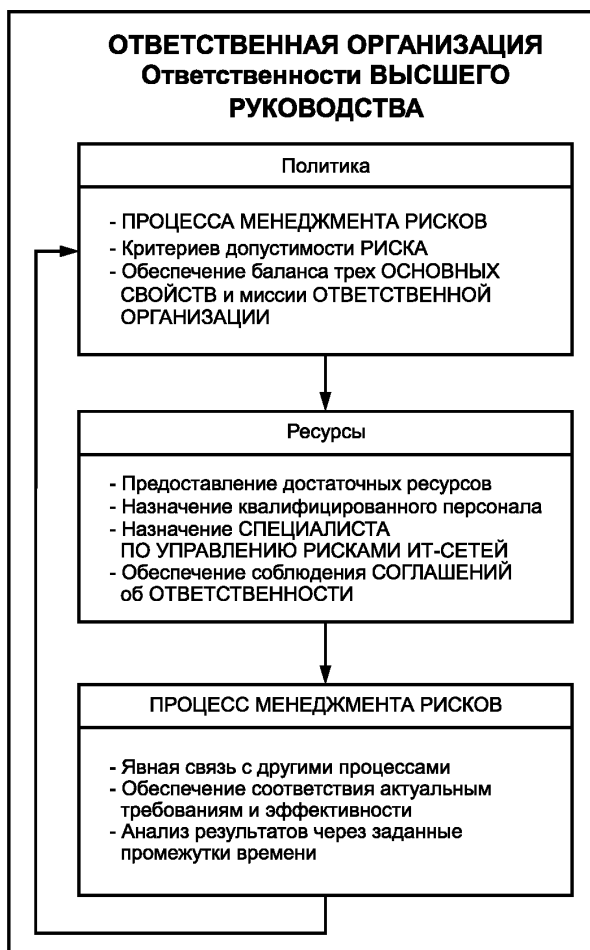 ОТВЕТСТВЕННАЯ ОРГАНИЗАЦИЯ
Ответственности ВЫСШЕГО
РУКОВОДСТВА
Политика
- ПРОЦЕССА МЕНЕДЖМЕНТА РИСКОВ
- Критериев допустимости РИСКА
- Обеспечение баланса трех ОСНОВНЫХ
СВОЙСТВ и миссии ОТВЕТСТВЕННОЙ
ОРГАНИЗАЦИИ
Ресурсы
- Предоставление достаточных ресурсов
- Назначение квалифицированного персонала
- Назначение СПЕЦИАЛИСТА
ПО УПРАВЛЕНИЮ РИСКАМИ ИТ-СЕТЕЙ
- Обеспечение соблюдения СОГЛАШЕНИЙ
об ОТВЕТСТВЕННОСТИ
ПРОЦЕСС МЕНЕДЖМЕНТА РИСКОВ
- Явная связь с другими процессами
- Обеспечение соответствия актуальным
требованиям и эффективности
- Анализ результатов через заданные
промежутки времени